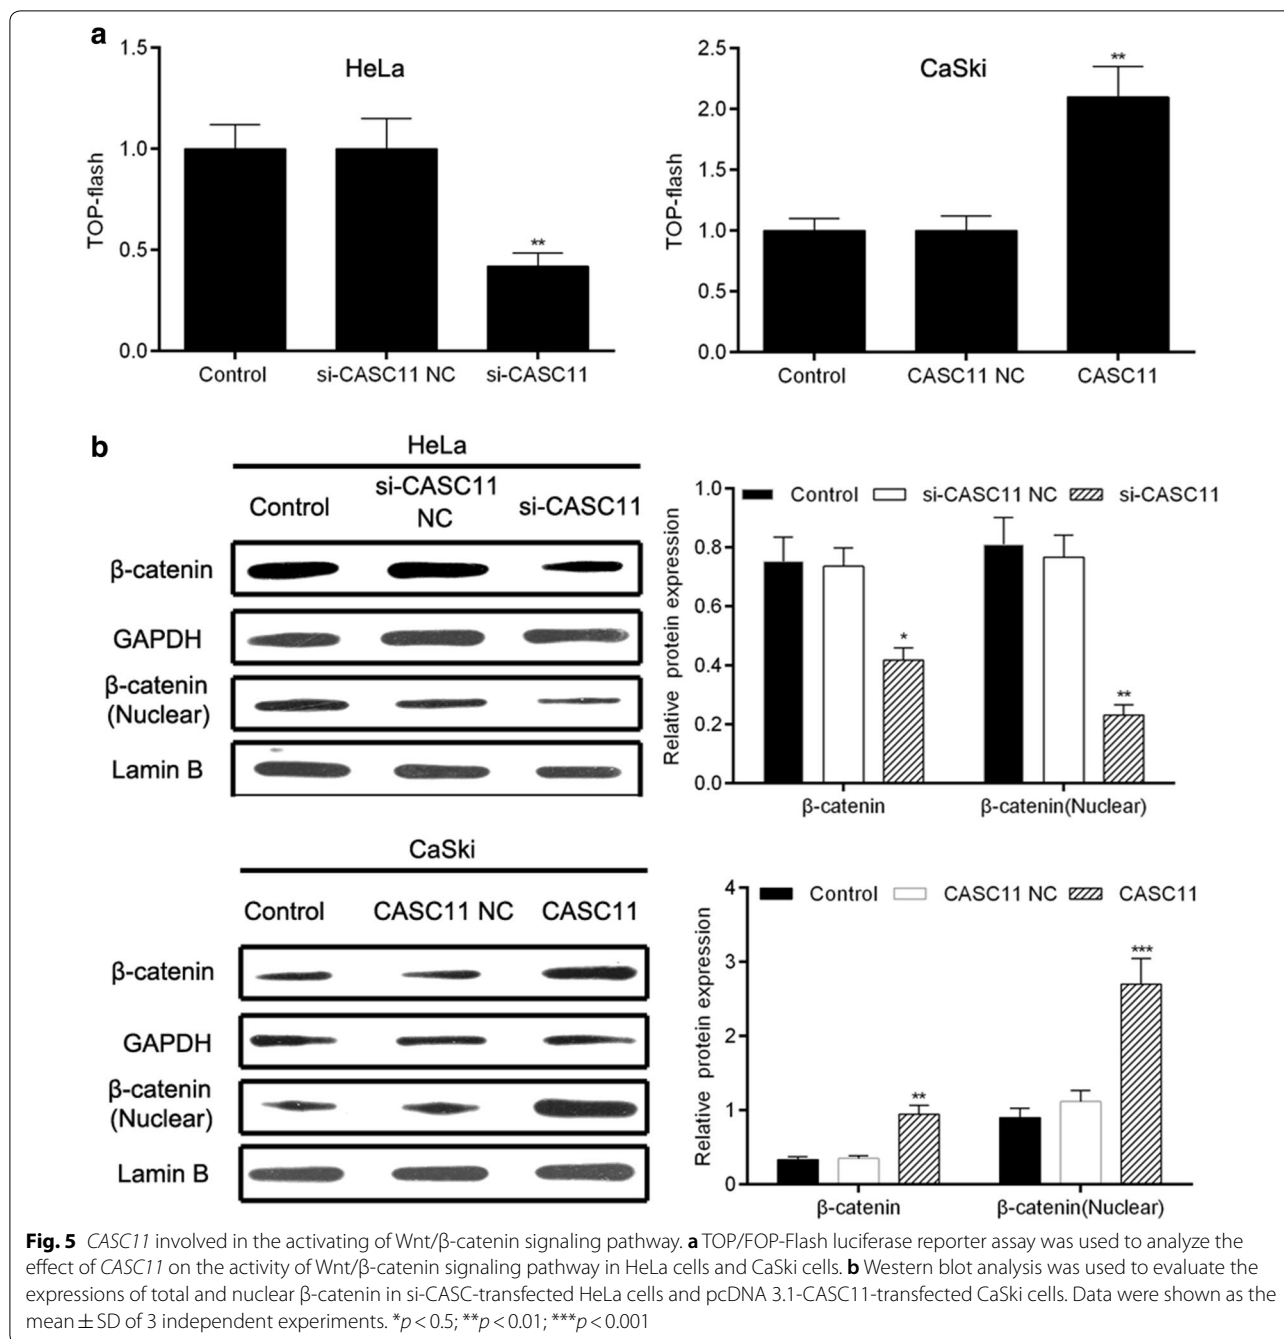 a
1.5
1.0
0.5
0.0
TOP-flash
HeLa
**
Control
si-CASC11 NC
si-CASC11
2.5
2.0
1.5
1.0
0.5
0.0
TOP-flash
CaSki
**
Control
CASC11 NC
CASC11
b
HeLa
Control
si-CASC11
NC
si-CASC11
β-catenin
GAPDH
β-catenin
(Nuclear)
Lamin B
1.0
0.8
0.6
0.4
0.2
0.0
Relative protein expression
Control
si-CASC11 NC
si-CASC11
*
**
β-catenin
β-catenin(Nuclear)
CaSki
Control
CASC11 NC
CASC11
β-catenin
GAPDH
β-catenin
(Nuclear)
Lamin B
4
3
2
1
0
Relative protein expression
Control
CASC11 NC
CASC11
**
***
β-catenin
β-catenin(Nuclear)
Fig. 5 CASC11 involved in the activating of Wnt/β-catenin signaling pathway. a TOP/FOP-Flash luciferase reporter assay was used to analyze the
effect of CASC11 on the activity of Wnt/β-catenin signaling pathway in HeLa cells and CaSki cells. b Western blot analysis was used to evaluate the
expressions of total and nuclear β-catenin in si-CASC-transfected HeLa cells and pcDNA 3.1-CASC11-transfected CaSki cells. Data were shown as the
mean ± SD of 3 independent experiments. *p < 0.5; **p < 0.01; ***p < 0.001